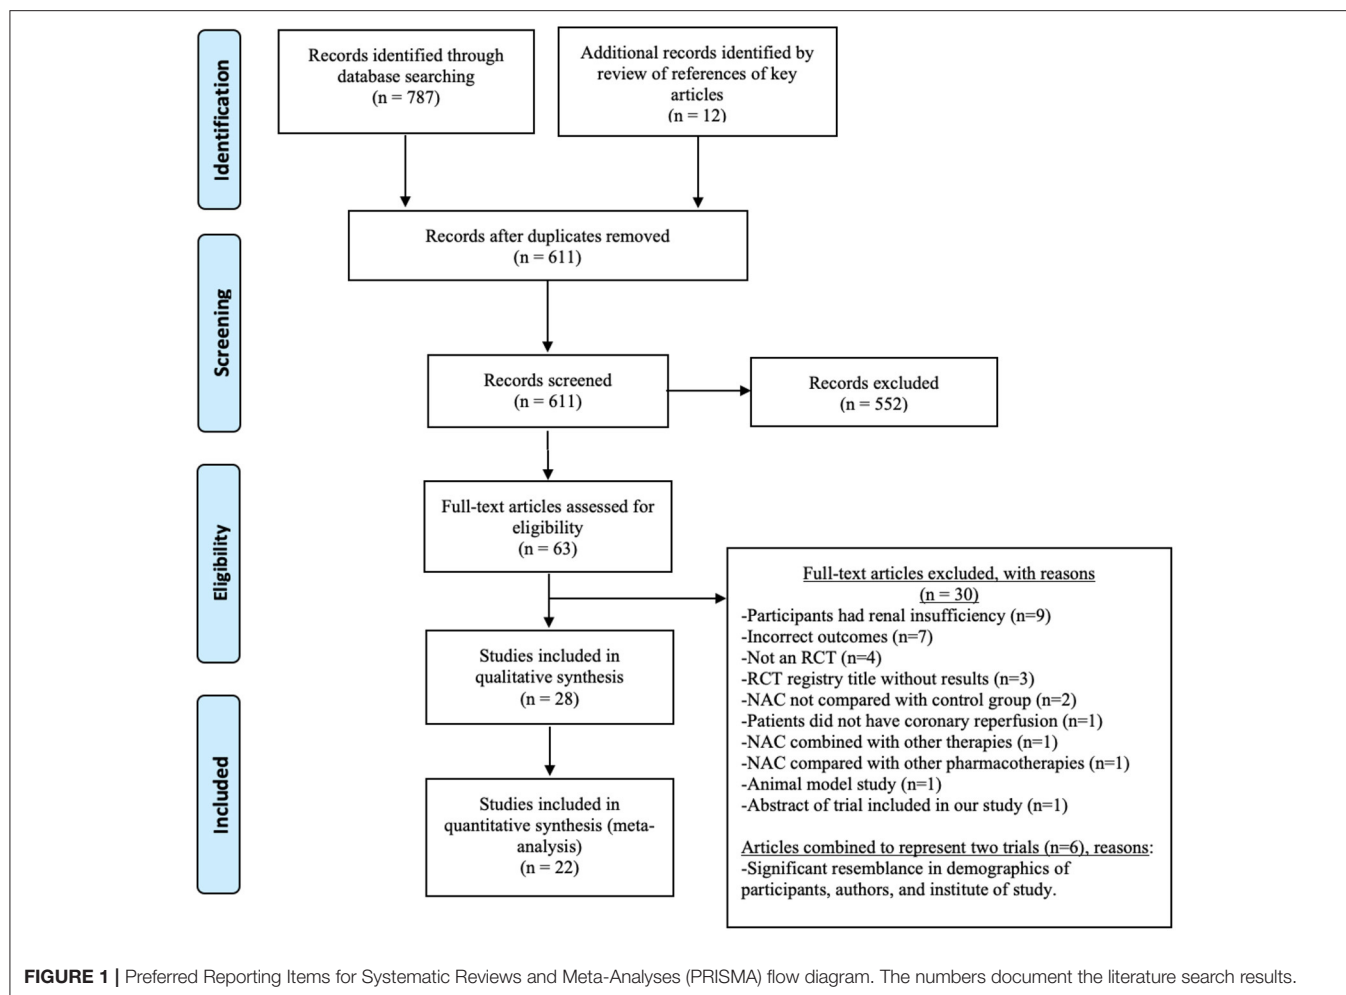 Identification
Records identified through
database searching
(n = 787)
Additional records identified by
review of references of key
articles
(n = 12)
Screening
Records after duplicates removed
(n = 611)
Records screened
(n = 611)
Records excluded
(n = 552)
Eligibility
Full-text articles assessed for
eligibility
(n = 63)
Full-text articles excluded, with reasons
(n = 30)
-Participants had renal insufficiency (n=9)
-Incorrect outcomes (n=7)
-Not an RCT (n=4)
-RCT registry title without results (n=3)
-NAC not compared with control group (n=2)
-Patients did not have coronary reperfusion (n=1)
-NAC combined with other therapies (n=1)
-NAC compared with other pharmacotherapies (n=1)
-Animal model study (n=1)
-Abstract of trial included in our study (n=1)
Articles combined to represent two trials (n=6), reasons:
-Significant resemblance in demographics of
participants, authors, and institute of study.
Studies included in
qualitative synthesis
(n = 28)
Included
Studies included in
quantitative synthesis (meta-
analysis)
(n = 22)
FIGURE 1 | Preferred Reporting Items for Systematic Reviews and Meta-Analyses (PRISMA) flow diagram. The numbers document the literature search results.